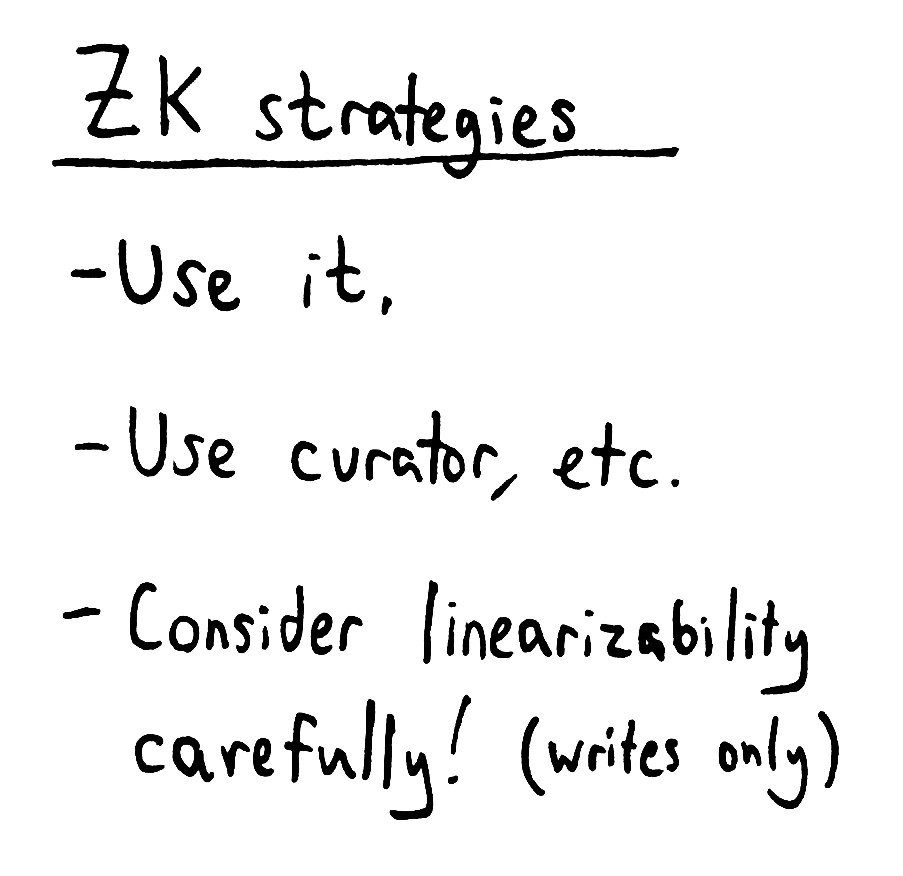 ZK strategies
- Use it.
- Use curator, etc.
- Consider linearizability
carefully! (writes only)